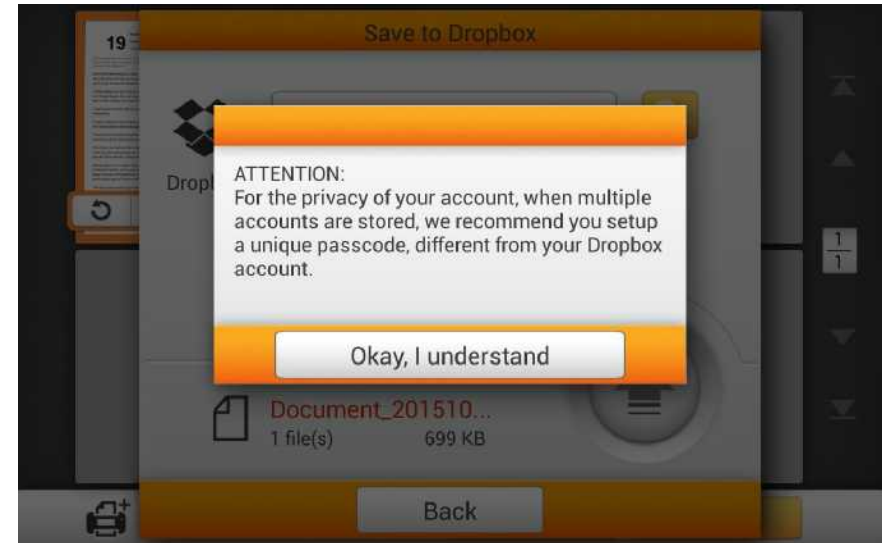 19
Save to Dropbox
Drop
ATTENTION:
For the privacy of your account, when multiple
accounts are stored, we recommend you setup
a unique passcode, different from your Dropbox
account.
1
1
Okay, I understand
Document_201510...
1 file(s) 699 KB
Back